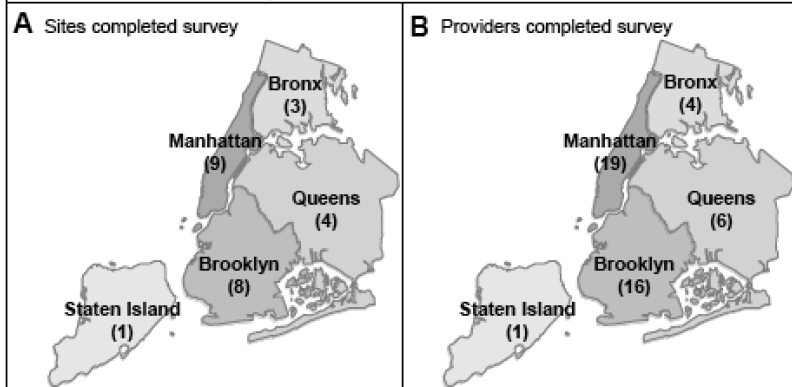 A Sites completed survey
Bronx
(3)
Manhattan
(9)
Queens
(4)
Brooklyn
(8)
Staten Island
(1)
B Providers completed survey
Bronx
(4)
Manhattan
(19)
Queens
(6)
Brooklyn
(16)
Staten Island
(1)